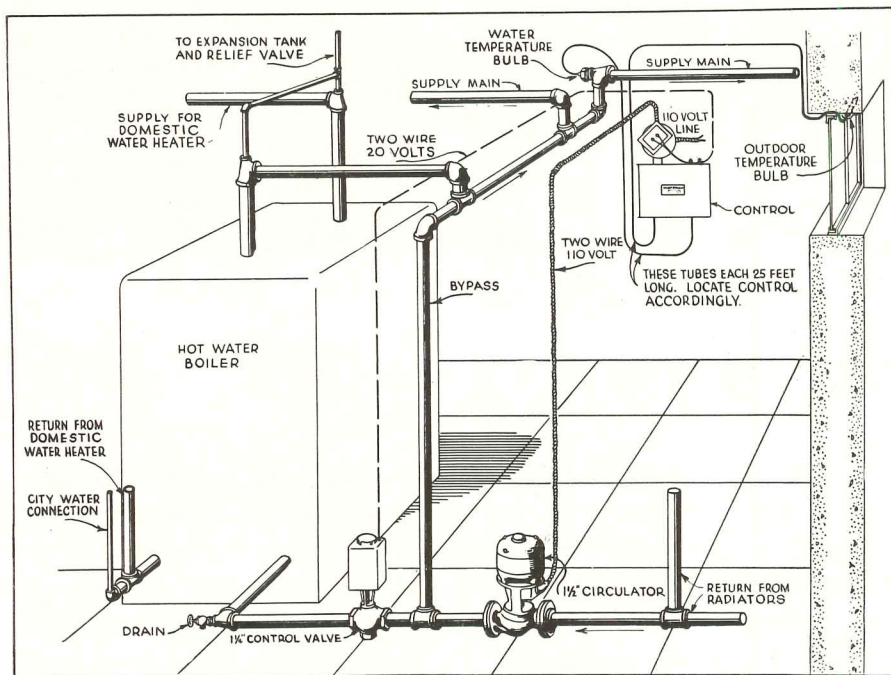 TO EXPANSION TANK
AND RELIEF VALVE
WATER
TEMPERATURE
BULB
SUPPLY MAIN
SUPPLY MAIN
SUPPLY FOR
DOMESTIC
WATER HEATER
110 VOLT
LINE
TWO WIRE
20 VOLTS
OUTDOOR
TEMPERATURE
BULB
CONTROL
TWO WIRE
110 VOLT
THESE TUBES EACH 25 FEET
LONG. LOCATE CONTROL
ACCORDINGLY.
BYPASS
HOT WATER
BOILER
RETURN FROM
DOMESTIC
WATER HEATER
CITY WATER
CONNECTION
1½" CIRCULATOR
RETURN FROM
RADIATORS
DRAIN
1¼" CONTROL VALVE